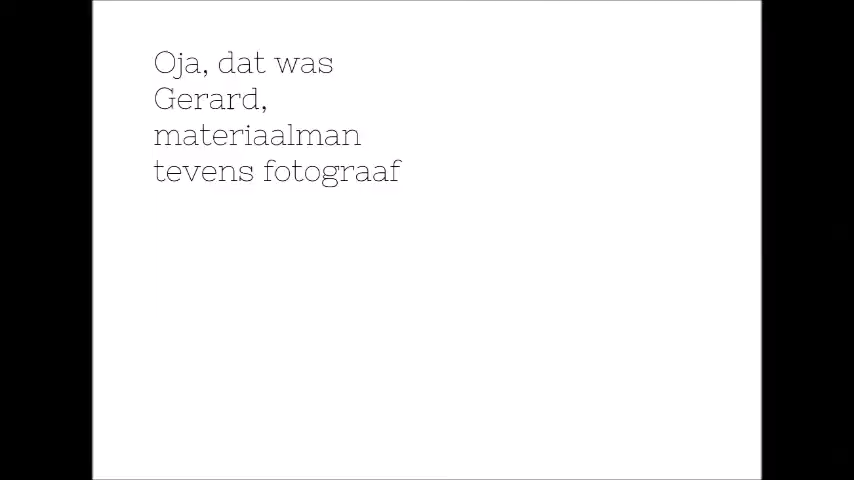 Oja, dat was
Gerard,
materiaalman
tevens fotograaf